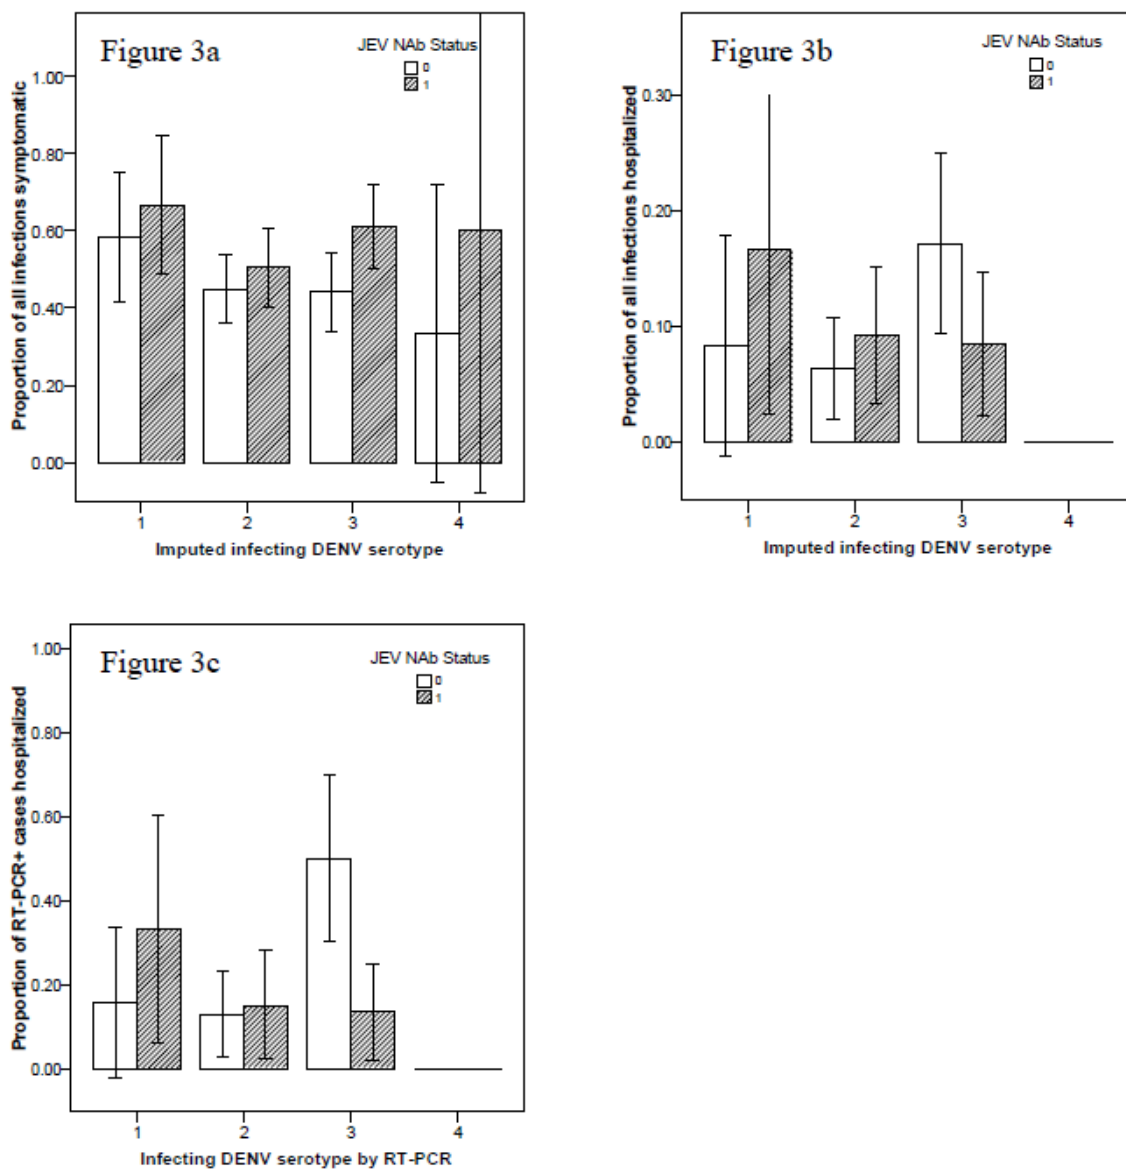 Figure 3a
JEV NAb Status
0
1
1.00
0.80
0.60
0.40
0.20
0.00
Proportion of all infections symptomatic
1 2 3 4
Imputed infecting DENV serotype
Figure 3b
JEV NAb Status
0
1
0.30
0.20
0.10
0.00
Proportion of all infections hospitalized
1 2 3 4
Imputed infecting DENV serotype
Figure 3c
JEV NAb Status
0
1
1.00
0.80
0.60
0.40
0.20
0.00
Proportion of RT-PCR+ cases hospitalized
1 2 3 4
Infecting DENV serotype by RT-PCR